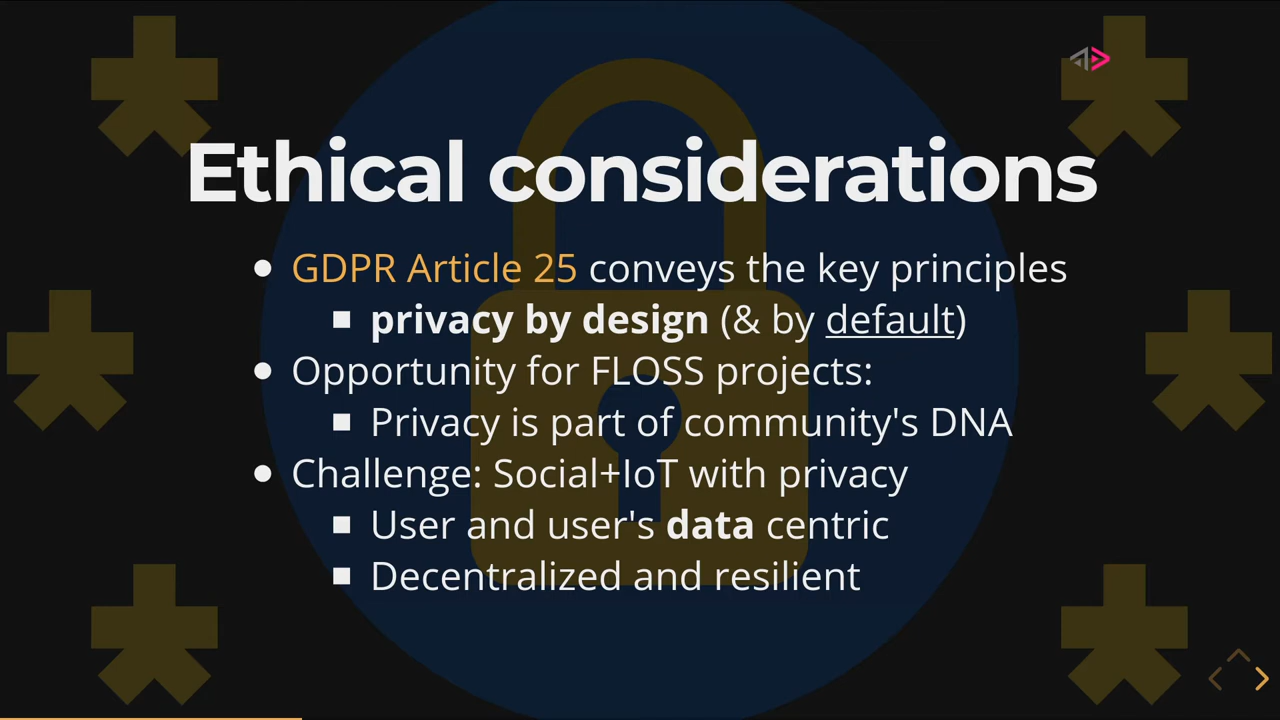 Ethical considerations
GDPR Article 25 conveys the key principles
privacy by design (& by default)
Opportunity for FLOSS projects:
Privacy is part of community's DNA
Challenge: Social+IoT with privacy
User and user's data centric
Decentralized and resilient